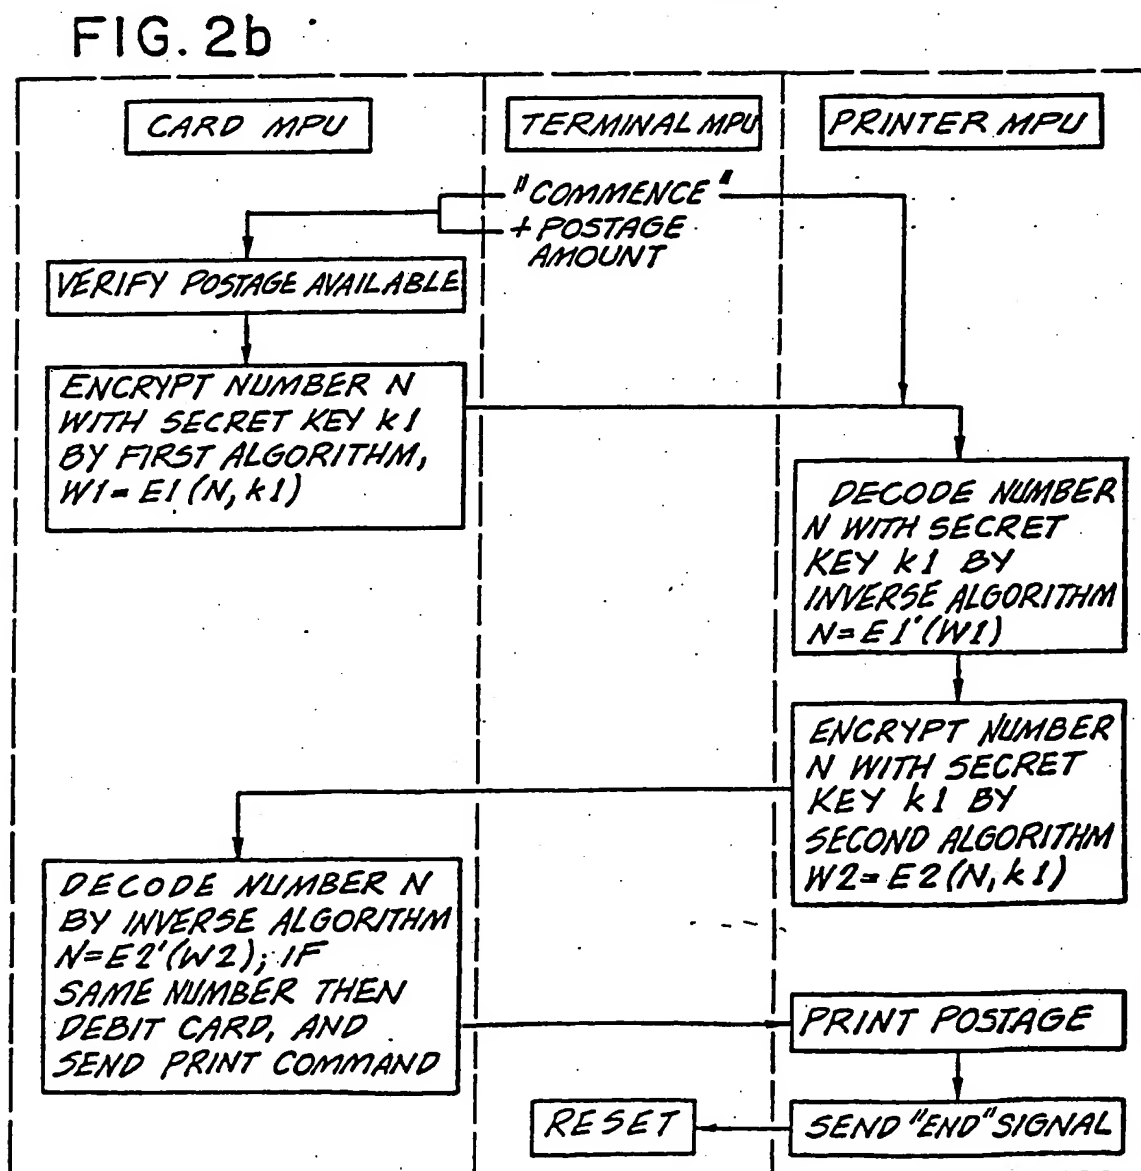 FIG. 2b
CARD MPU
TERMINAL MPU
PRINTER MPU
"COMMENCE"
+ POSTAGE
AMOUNT
VERIFY POSTAGE AVAILABLE
ENCRYPT NUMBER N
WITH SECRET KEY k1
BY FIRST ALGORITHM,
W1 = E1 (N, k1)
DECODE NUMBER
N WITH SECRET
KEY k1 BY
INVERSE ALGORITHM
N = E1' (W1)
ENCRYPT NUMBER
N WITH SECRET
KEY k1 BY
SECOND ALGORITHM
W2 = E2 (N, k1)
DECODE NUMBER N
BY INVERSE ALGORITHM
N = E2' (W2); IF
SAME NUMBER THEN
DEBIT CARD, AND
SEND PRINT COMMAND
PRINT POSTAGE
SEND "END" SIGNAL
RESET